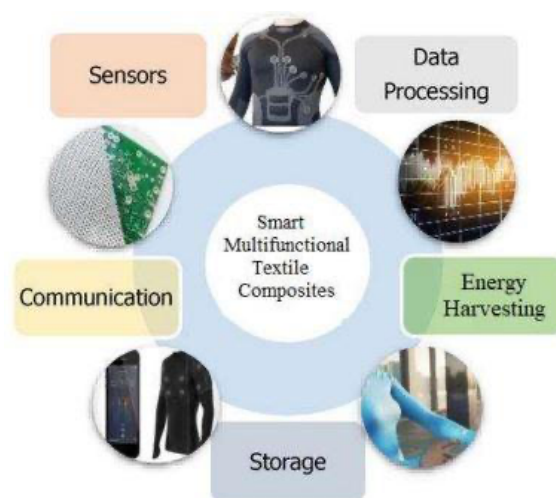 Sensors
Data
Processing
Smart
Multifunctional
Textile
Composites
Communication
Energy
Harvesting
Storage